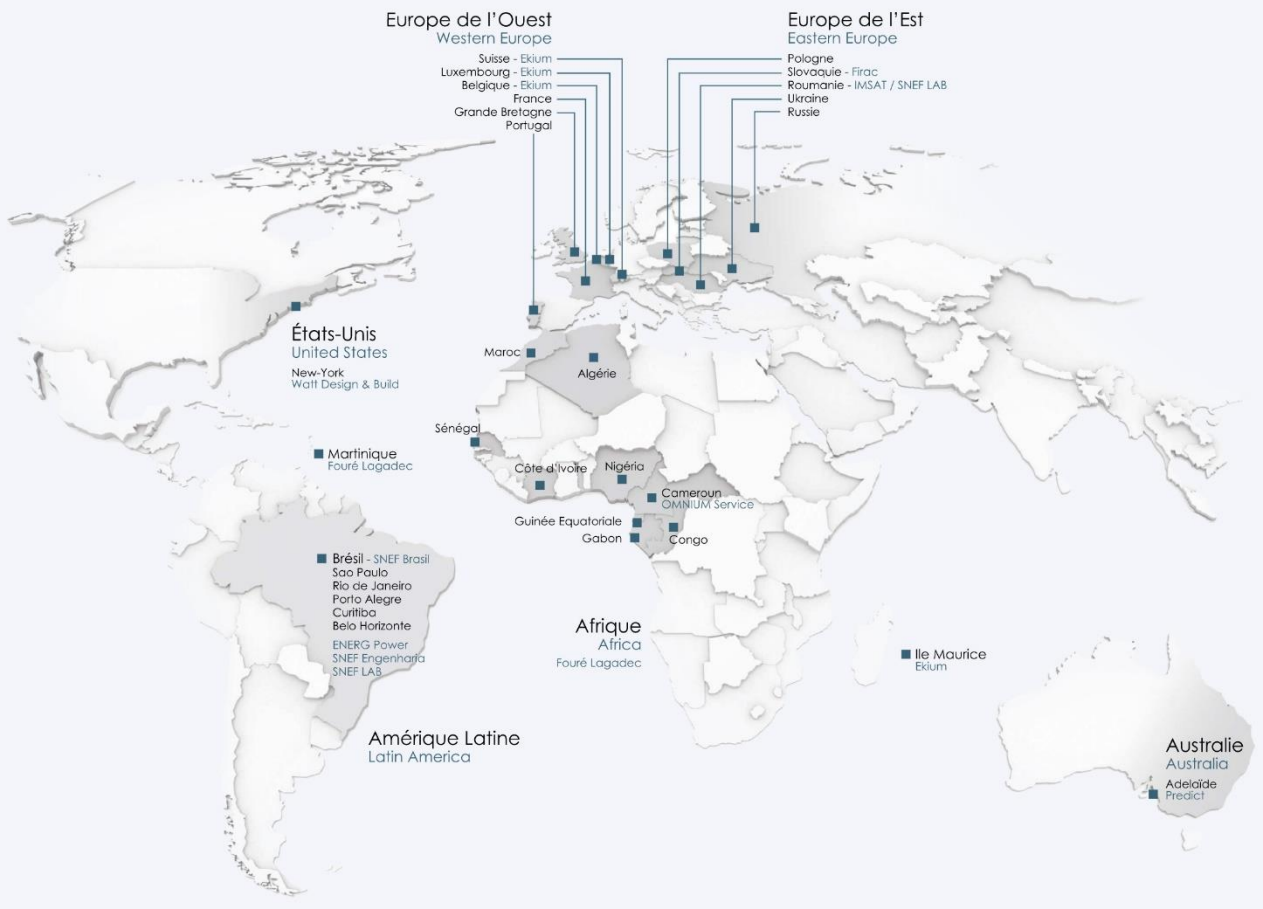 Europe de l'Ouest
Western Europe
Suisse - Ekium
Luxembourg - Ekium
Belgique - Ekium
France
Grande Bretagne
Portugal
Europe de l'Est
Eastern Europe
Pologne
Slovaquie - Firac
Roumanie - IMSAT / SNEF LAB
Ukraine
Russie
États-Unis
United States
New-York
Watt Design & Build
Martinique
Fouré Lagadec
Brésil - SNEF Brasil
Sao Paulo
Rio de Janeiro
Porto Alegre
Curitiba
Belo Horizonte
ENERG Power
SNEF Engenharia
SNEF LAB
Amérique Latine
Latin America
Maroc
Algérie
Sénégal
Côte d'Ivoire
Nigéria
Cameroun
OMNIUM Service
Guinée Equatoriale
Gabon
Congo
Afrique
Africa
Fouré Lagadec
Ile Maurice
Ekium
Australie
Australia
Adelaïde
Predict